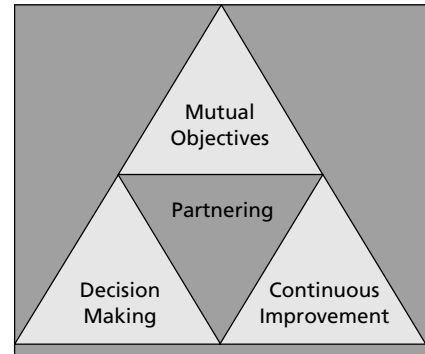 Mutual
Objectives
Partnering
Decision
Making
Continuous
Improvement